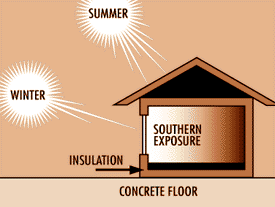 SUMMER
WINTER
SOUTHERN
EXPOSURE
INSULATION
CONCRETE FLOOR